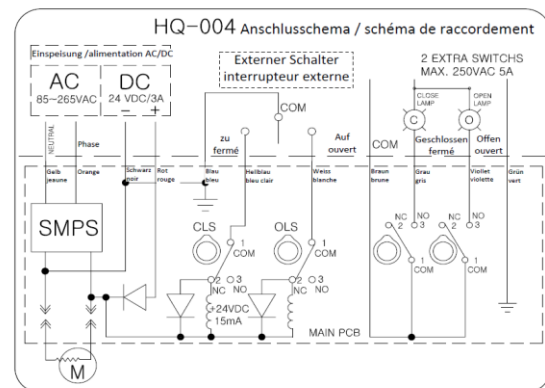 HQ-004 Anschlusschema / schéma de raccordement
Einspeisung /alimentation AC/DC
AC
85~265VAC
DC
24 VDC/3A
- +
Externer Schalter
interrupteur externe
2 EXTRA SWITCHS
MAX. 250VAC 5A
CLOSE
LAMP
OPEN
LAMP
C
O
NEUTRAL
Phase
COM
zu
fermé
Auf
ouvert
COM
Geschlossen
fermé
Offen
ouvert
Gelb
jeune
Orange
Schwarz
noir
Rot
rouge
Blau
bleu
Hellblau
bleu clair
Weiss
blanche
Braun
brune
Grau
gris
Viollet
violette
Grün
vert
SMPS
CLS
1
COM
2
NC
3
NO
OLS
1
COM
2
NC
3
NO
NC
2
NO
3
1
COM
NC
2
NO
3
1
COM
+24VDC
15mA
MAIN PCB
M